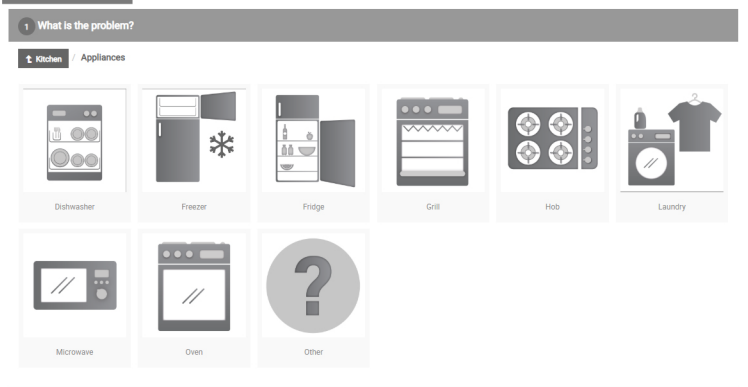 1 What is the problem?
Kitchen / Appliances
Dishwasher Freezer Fridge Grill Hob Laundry
?
Microwave Oven Other